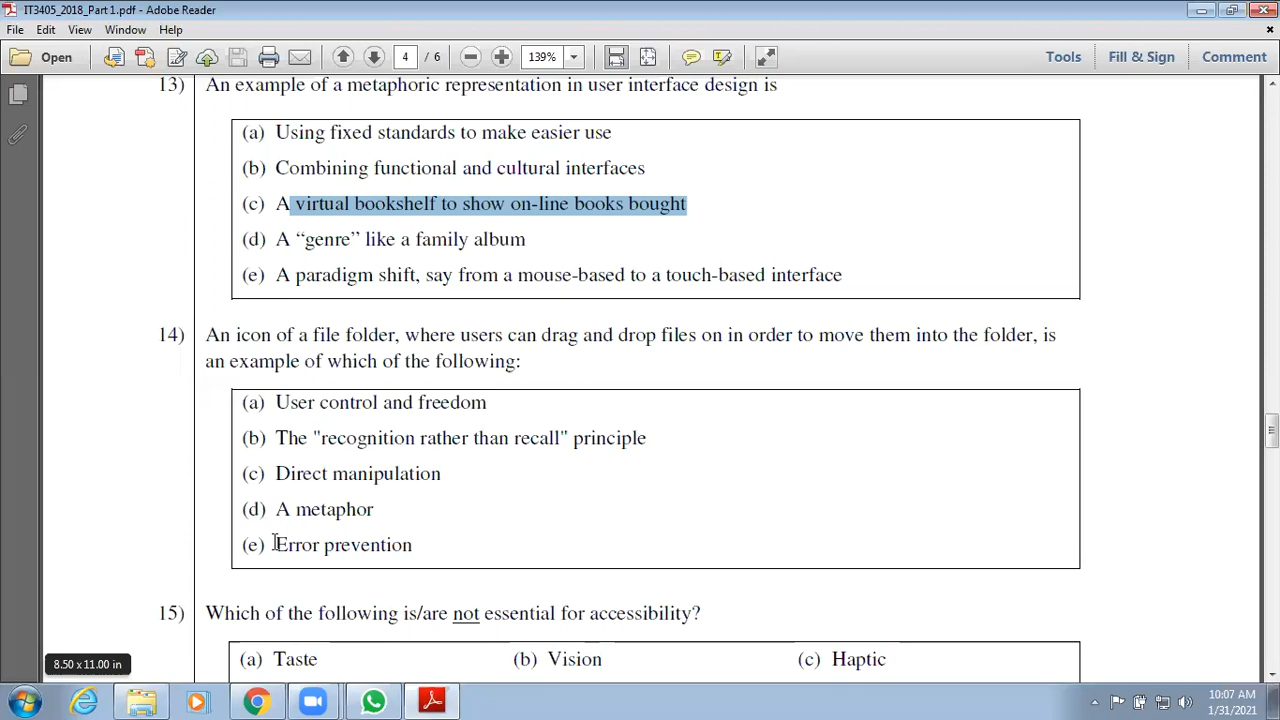 IT3405_2018_Part 1.pdf - Adobe Reader
File Edit View Window Help
Open 4 / 6 139% Tools Fill & Sign Comment
13) An example of a metaphoric representation in user interface design is
(a) Using fixed standards to make easier use
(b) Combining functional and cultural interfaces
(c) A virtual bookshelf to show on-line books bought
(d) A “genre” like a family album
(e) A paradigm shift, say from a mouse-based to a touch-based interface
14) An icon of a file folder, where users can drag and drop files on in order to move them into the folder, is
an example of which of the following:
(a) User control and freedom
(b) The "recognition rather than recall" principle
(c) Direct manipulation
(d) A metaphor
(e) Error prevention
15) Which of the following is/are not essential for accessibility?
(a) Taste (b) Vision (c) Haptic
8.50 x 11.00 in
10:07 AM
1/31/2021